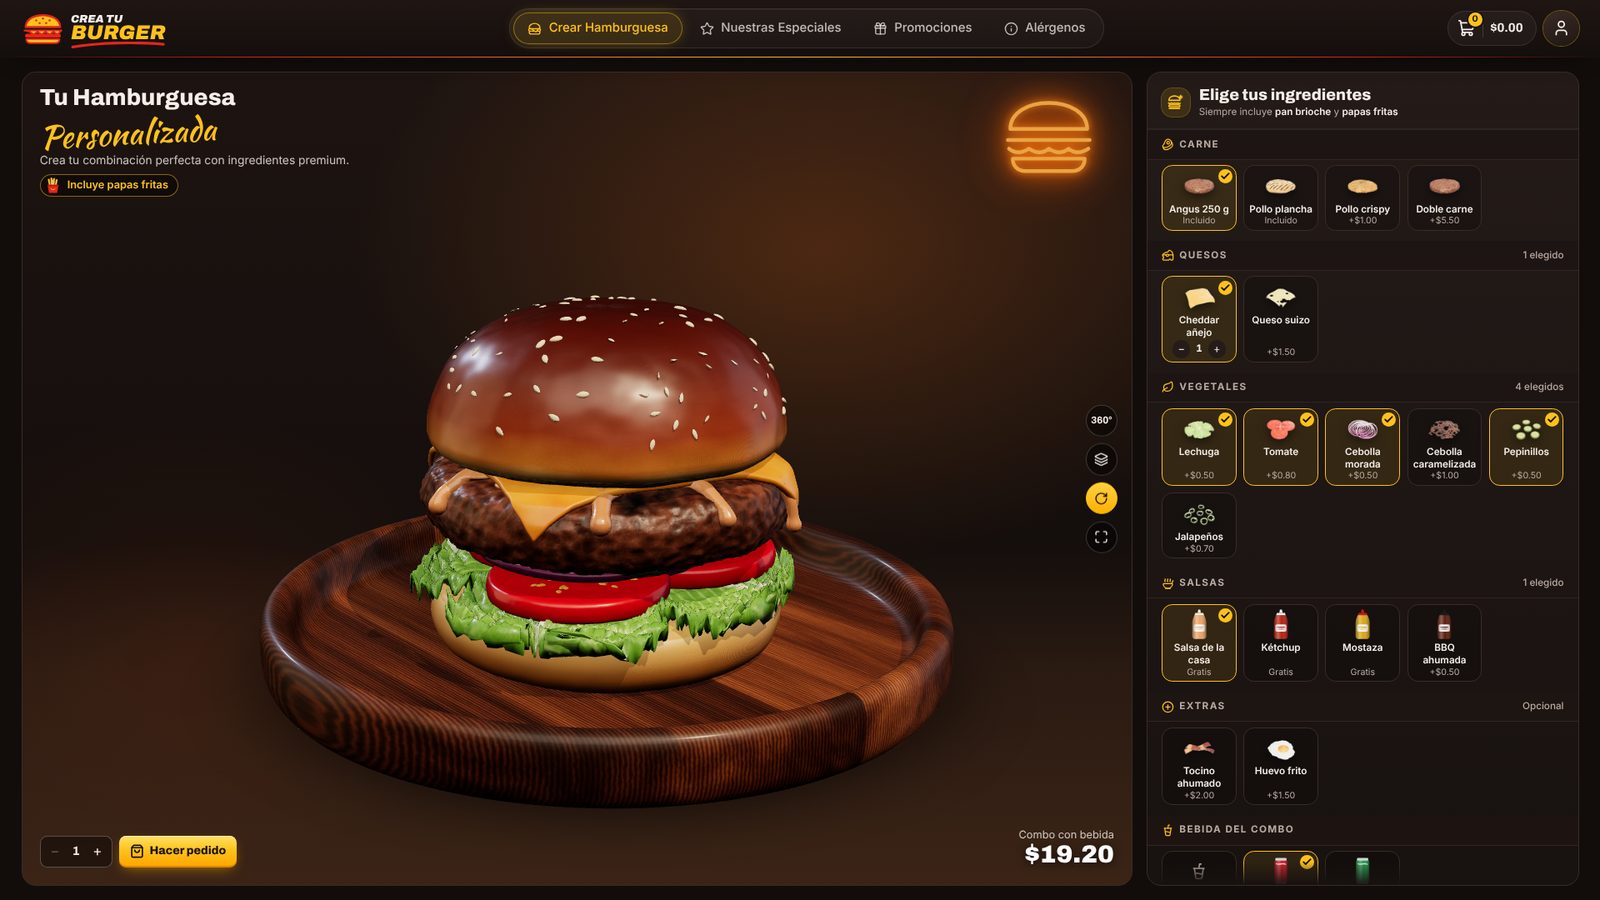 CREA TU
BURGER
Crear Hamburguesa
Nuestras Especiales
Promociones
Alérgenos
0
$0.00
Tu Hamburguesa
Personalizada
Crea tu combinación perfecta con ingredientes premium.
Incluye papas fritas
360°
− 1 +
Hacer pedido
Combo con bebida
$19.20
Elige tus ingredientes
Siempre incluye pan brioche y papas fritas
CARNE
Angus 250 g
Incluido
Pollo plancha
Incluido
Pollo crispy
+$1.00
Doble carne
+$5.50
QUESOS
1 elegido
Cheddar
añejo
− 1 +
Queso suizo
+$1.50
VEGETALES
4 elegidos
Lechuga
+$0.50
Tomate
+$0.80
Cebolla
morada
+$0.50
Cebolla
caramelizada
+$1.00
Pepinillos
+$0.50
Jalapeños
+$0.70
SALSAS
1 elegido
Salsa de la
casa
Gratis
Kétchup
Gratis
Mostaza
Gratis
BBQ
ahumada
+$0.50
EXTRAS
Opcional
Tocino
ahumado
+$2.00
Huevo frito
+$1.50
BEBIDA DEL COMBO